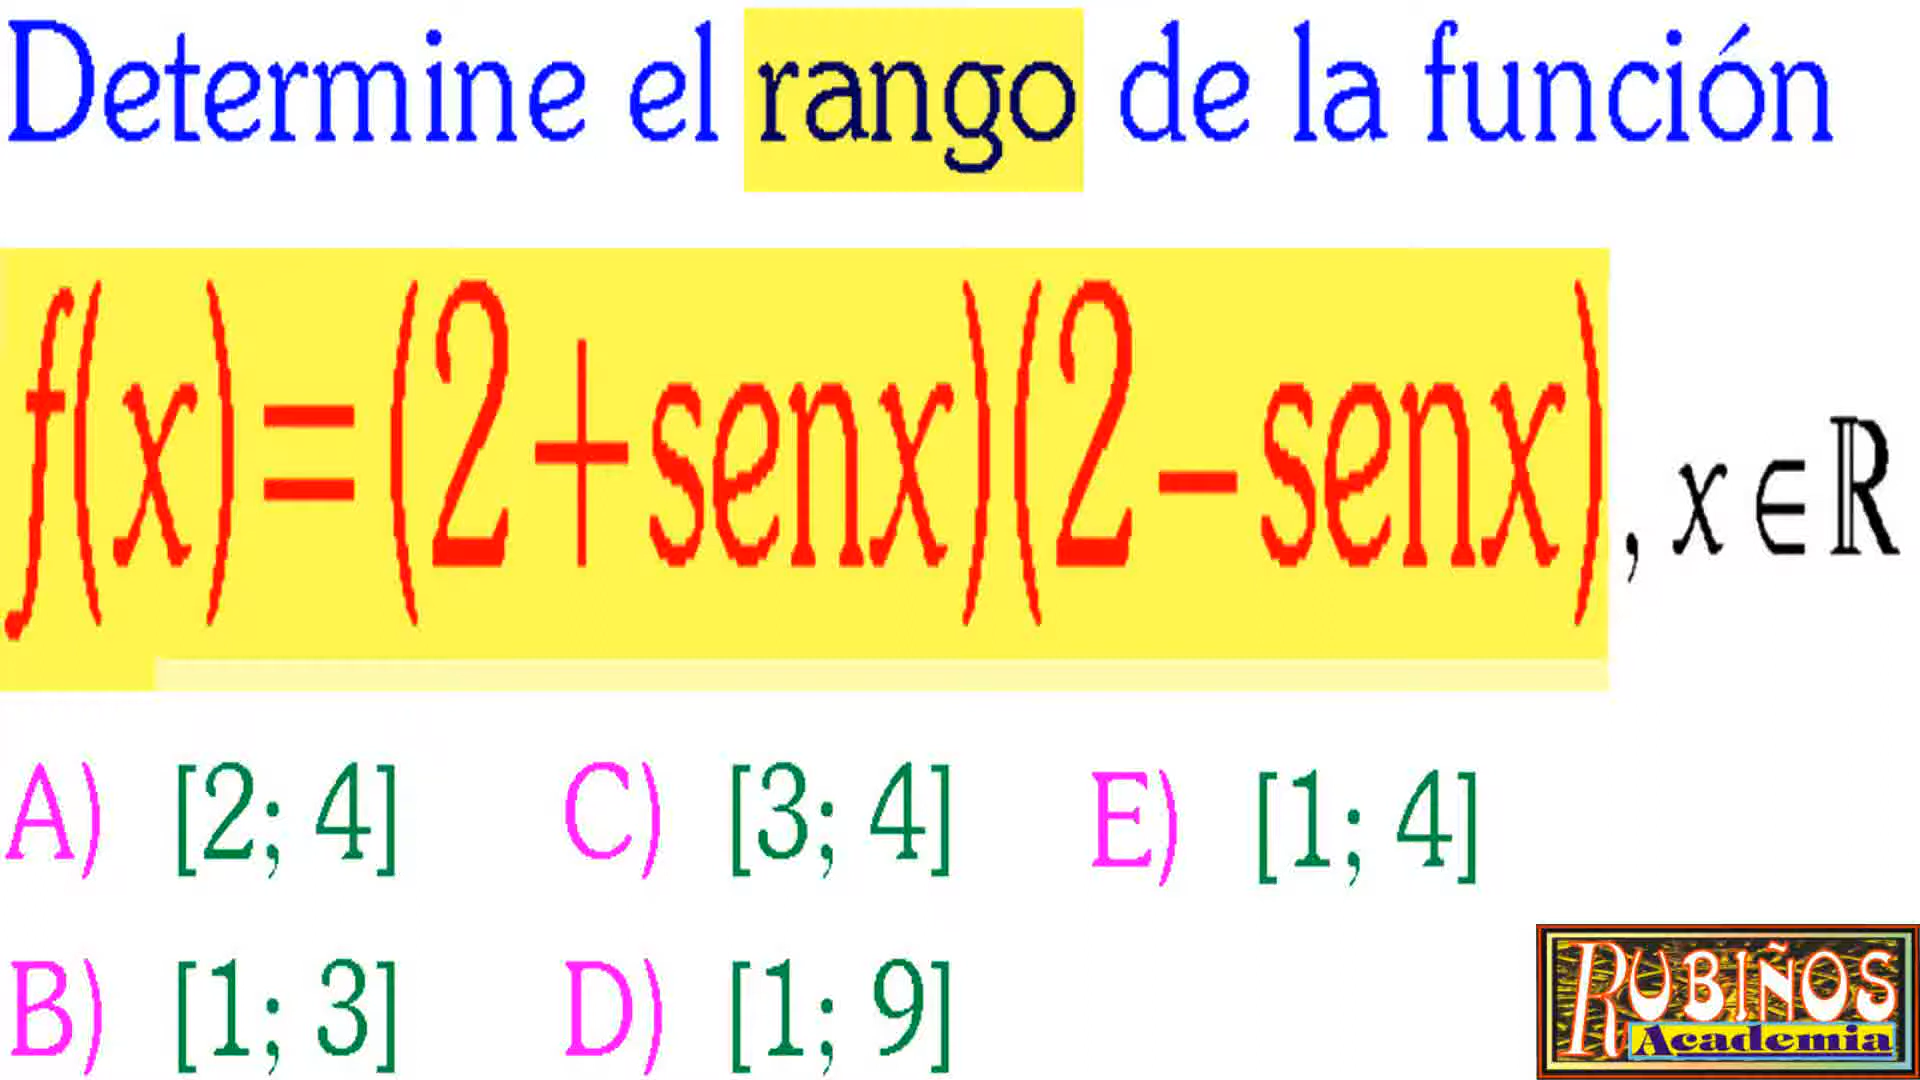 Determine el rango de la función
f(x)=(2+senx)(2−senx), x∈ℝ
A) [2; 4] C) [3; 4] E) [1; 4]
B) [1; 3] D) [1; 9]
RUBIÑOS
Academia